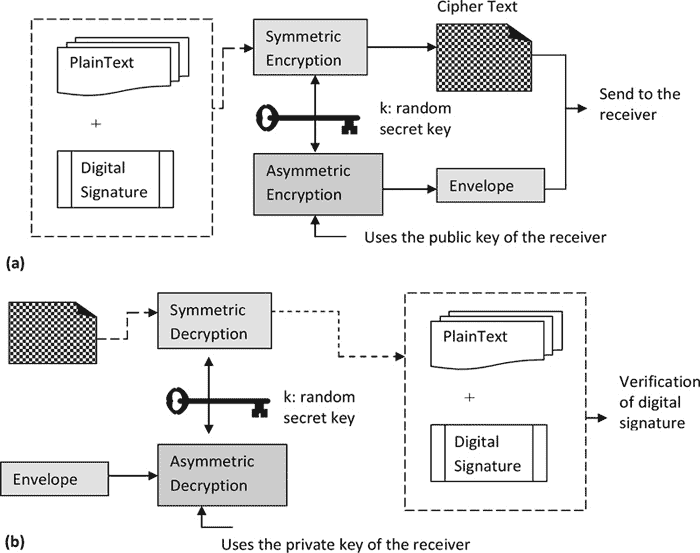 Cipher Text
PlainText
+
Digital
Signature
Symmetric
Encryption
k: random
secret key
Asymmetric
Encryption
Envelope
Send to the
receiver
Uses the public key of the receiver
(a)
Symmetric
Decryption
k: random
secret key
Envelope
Asymmetric
Decryption
PlainText
+
Digital
Signature
Verification
of digital
signature
Uses the private key of the receiver
(b)